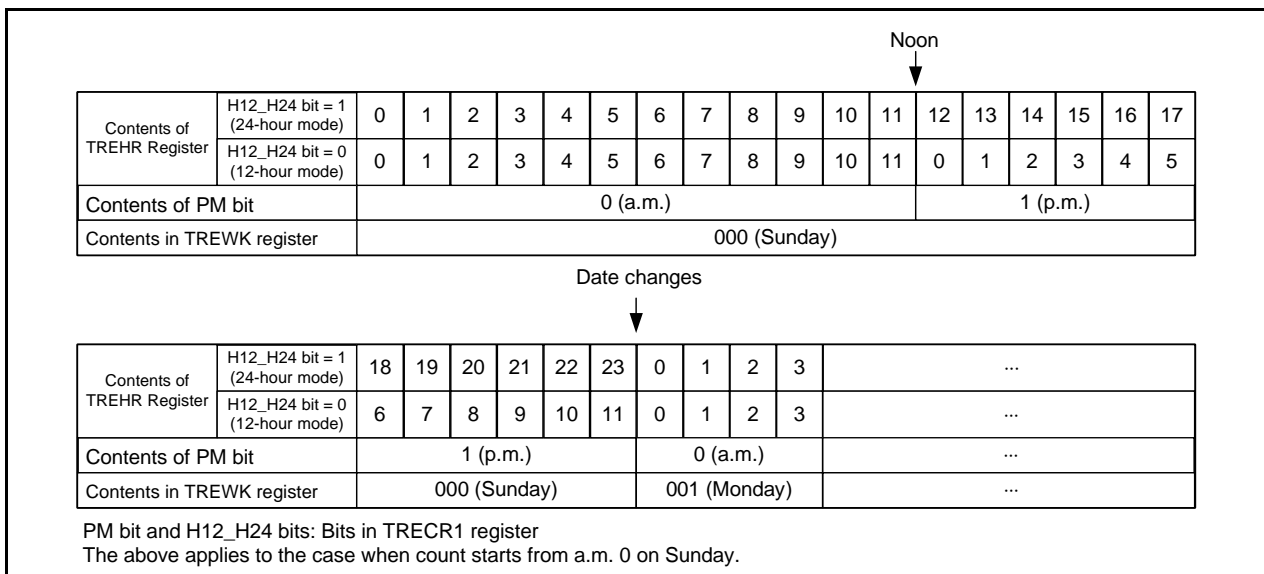 Noon
Contents of TREHR Register
H12_H24 bit = 1 (24-hour mode) 0 1 2 3 4 5 6 7 8 9 10 11 12 13 14 15 16 17
H12_H24 bit = 0 (12-hour mode) 0 1 2 3 4 5 6 7 8 9 10 11 0 1 2 3 4 5
Contents of PM bit 0 (a.m.) 1 (p.m.)
Contents in TREWK register 000 (Sunday)
Date changes
Contents of TREHR Register
H12_H24 bit = 1 (24-hour mode) 18 19 20 21 22 23 0 1 2 3 ...
H12_H24 bit = 0 (12-hour mode) 6 7 8 9 10 11 0 1 2 3 ...
Contents of PM bit 1 (p.m.) 0 (a.m.) ...
Contents in TREWK register 000 (Sunday) 001 (Monday) ...
PM bit and H12_H24 bits: Bits in TRECR1 register
The above applies to the case when count starts from a.m. 0 on Sunday.